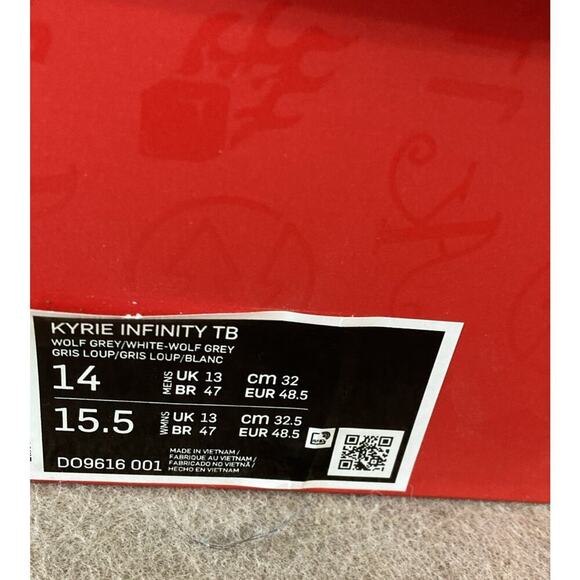 KYRIE INFINITY TB
WOLF GREY/WHITE-WOLF GREY
GRIS LOUP/GRIS LOUP/BLANC
14 MENS UK 13 cm 32
BR 47 EUR 48.5
15.5 WMNS UK 13 cm 32.5
BR 47 EUR 48.5
DO9616 001
MADE IN VIETNAM /
FABRIQUE AU VIETNAM /
FABRICADO NO VIETNÃ /
HECHO EN VIETNAM